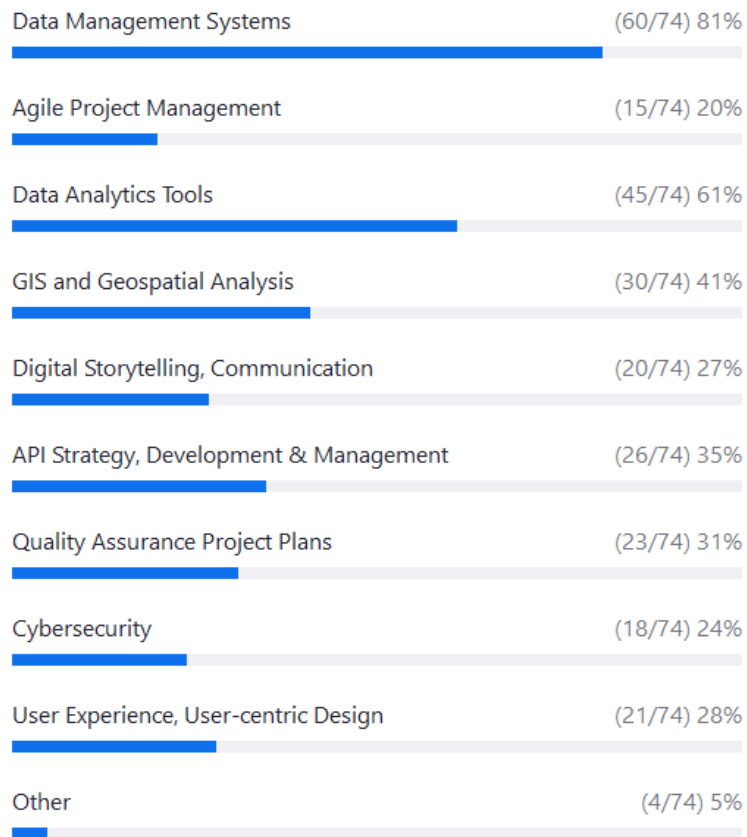 Data Management Systems (60/74) 81%
Agile Project Management (15/74) 20%
Data Analytics Tools (45/74) 61%
GIS and Geospatial Analysis (30/74) 41%
Digital Storytelling, Communication (20/74) 27%
API Strategy, Development & Management (26/74) 35%
Quality Assurance Project Plans (23/74) 31%
Cybersecurity (18/74) 24%
User Experience, User-centric Design (21/74) 28%
Other (4/74) 5%